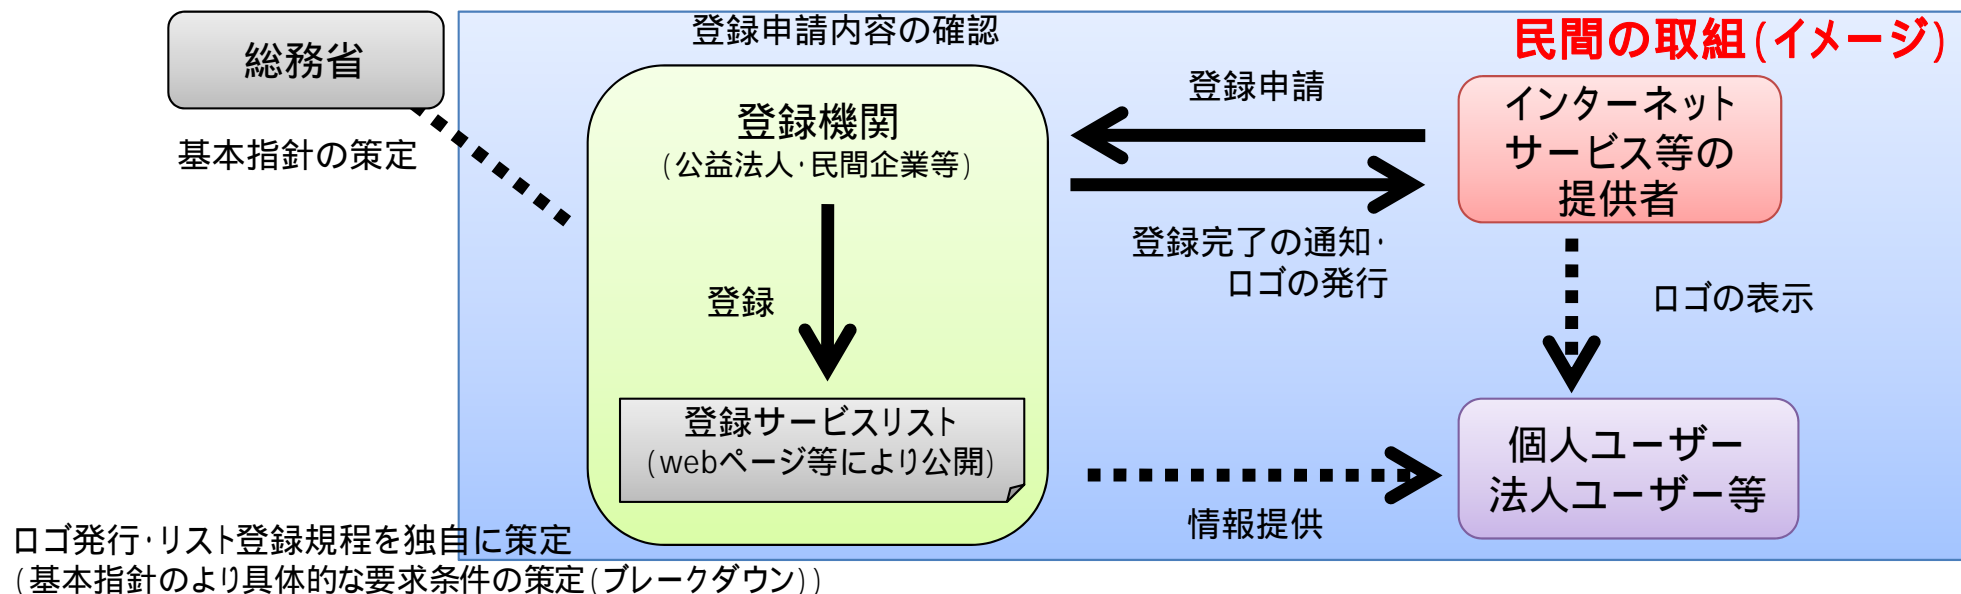 総務省
基本指針の策定
登録申請内容の確認
民間の取組(イメージ)
登録機関
(公益法人・民間企業等)
登録
登録サービスリスト
(webページ等により公開)
登録申請
登録完了の通知・
ロゴの発行
インターネット
サービス等の
提供者
ロゴの表示
情報提供
個人ユーザー
法人ユーザー等
ロゴ発行・リスト登録規程を独自に策定
(基本指針のより具体的な要求条件の策定(ブレークダウン))